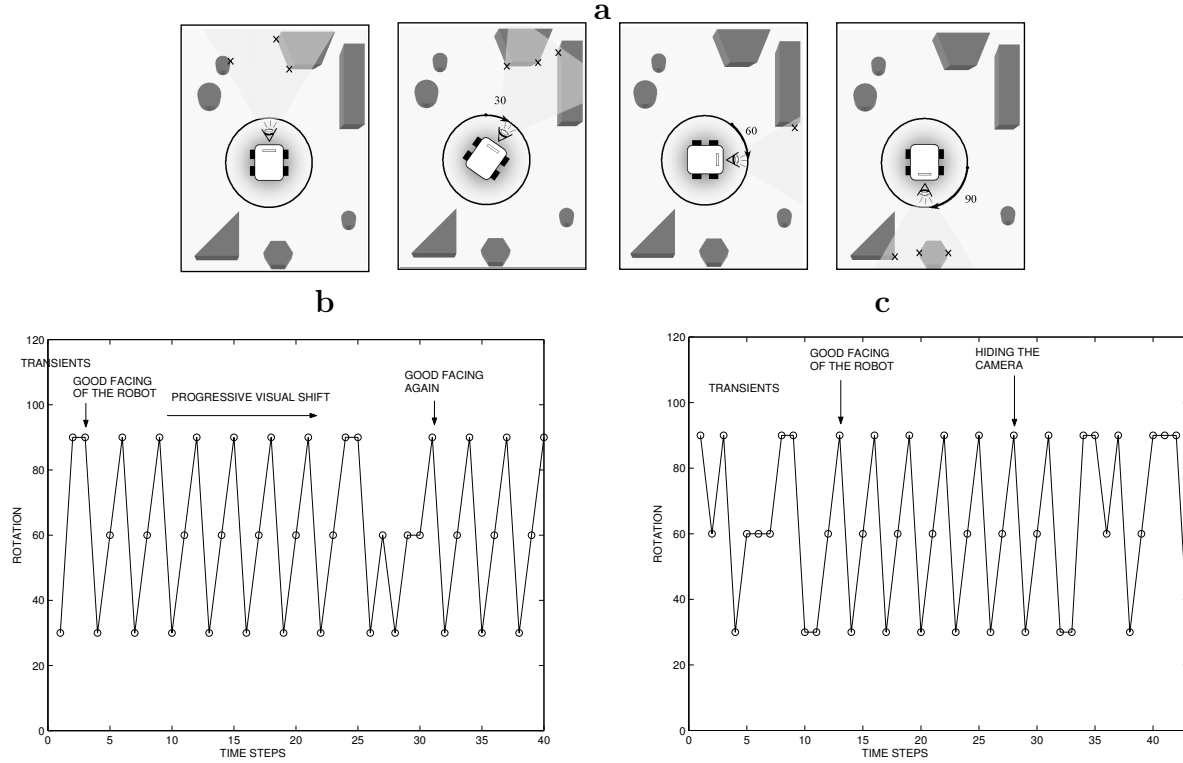 a
30
60
90
b
c
120
100
80
60
40
20
0
ROTATION
TRANSIENTS
GOOD FACING
OF THE ROBOT
PROGRESSIVE VISUAL SHIFT
GOOD FACING
AGAIN
0 5 10 15 20 25 30 35 40
TIME STEPS
120
100
80
60
40
20
0
ROTATION
TRANSIENTS
GOOD FACING
OF THE ROBOT
HIDING THE
CAMERA
0 5 10 15 20 25 30 35 40
TIME STEPS